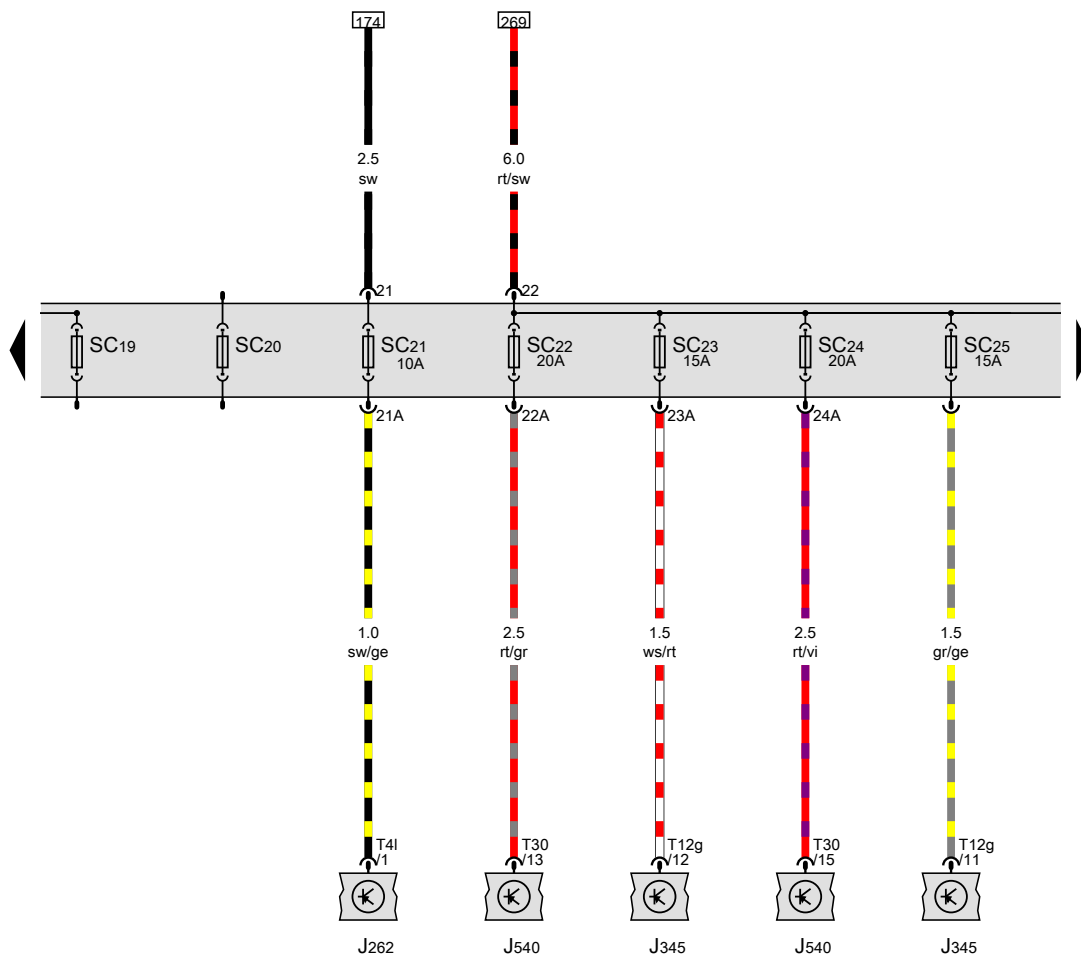 174 269
2.5 6.0
sw rt/sw
21 22
SC19 SC20 SC21 SC22 SC23 SC24 SC25
10A 20A 15A 20A 15A
21A 22A 23A 24A
1.0 2.5 1.5 2.5 1.5
sw/ge rt/gr ws/rt rt/vi gr/ge
T4l T30 T12g T30 T12g
/1 /13 /12 /15 /11
J262 J540 J345 J540 J345